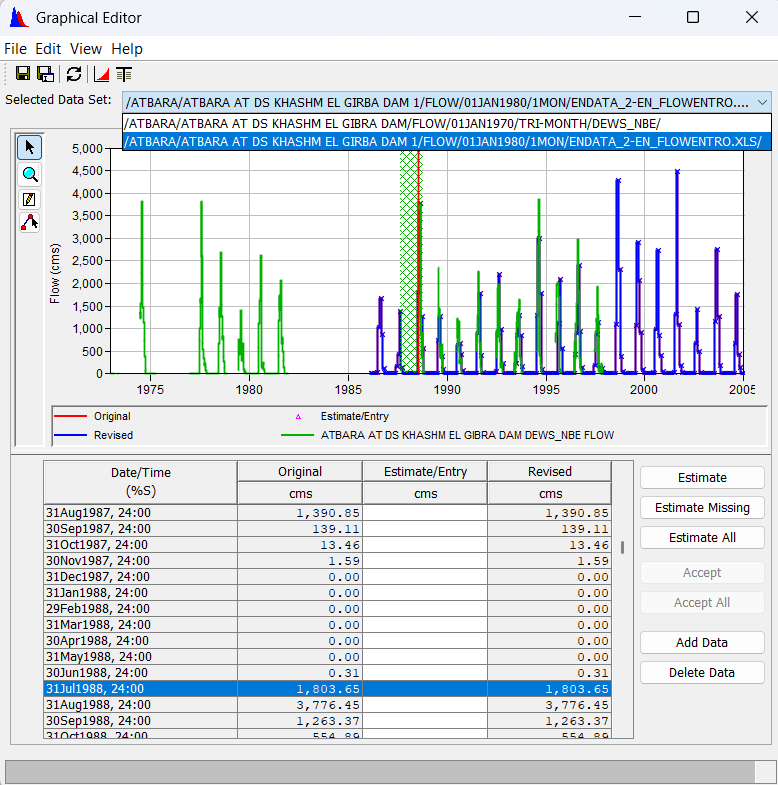 Graphical Editor
File Edit View Help
Selected Data Set: /ATBARA/ATBARA AT DS KHASHM EL GIRBA DAM 1/FLOW/01JAN1980/1MON/ENDATA_2-EN_FLOWENTRO....
/ATBARA/ATBARA AT DS KHASHM EL GIRBA DAM/FLOW/01JAN1970/TRI-MONTH/DEWS_NBE/
/ATBARA/ATBARA AT DS KHASHM EL GIRBA DAM 1/FLOW/01JAN1980/1MON/ENDATA_2-EN_FLOWENTRO.XLS/
5,000
4,500
4,000
3,500
3,000
2,500
2,000
1,500
1,000
500
0
Flow (cms)
1975 1980 1985 1990 1995 2000 2005
Original Estimate/Entry
Revised ATBARA AT DS KHASHM EL GIBRA DAM DEWS_NBE FLOW
Date/Time Original Estimate/Entry Revised
(%S) cms cms cms
31Aug1987, 24:00 1,390.85 1,390.85
30Sep1987, 24:00 139.11 139.11
31Oct1987, 24:00 13.46 13.46
30Nov1987, 24:00 1.59 1.59
31Dec1987, 24:00 0.00 0.00
31Jan1988, 24:00 0.00 0.00
29Feb1988, 24:00 0.00 0.00
31Mar1988, 24:00 0.00 0.00
30Apr1988, 24:00 0.00 0.00
31May1988, 24:00 0.00 0.00
30Jun1988, 24:00 0.31 0.31
31Jul1988, 24:00 1,803.65 1,803.65
31Aug1988, 24:00 3,776.45 3,776.45
30Sep1988, 24:00 1,263.37 1,263.37
31Oct1988, 24:00 554.89 554.89
Estimate
Estimate Missing
Estimate All
Accept
Accept All
Add Data
Delete Data